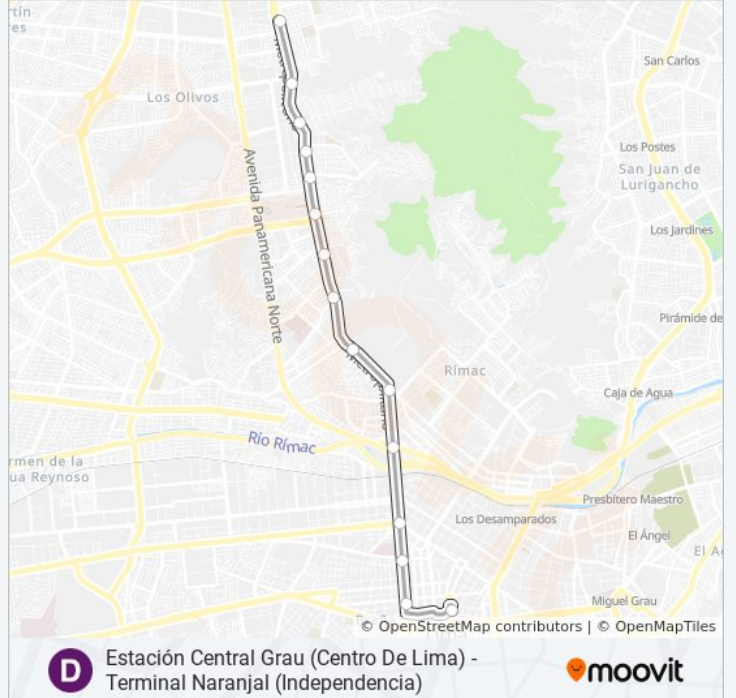 tín
res
Los Olivos
San Carlos
Los Postes
San Juan de
Lurigancho
Avenida Panamericana Norte
Los Jardines
Pirámide de
Rímac
Caja de Agua
Río Rímac
rmen de la
ua Reynoso
Presbítero Maestro
Los Desamparados
El Ángel
El A
Miguel Grau
© OpenStreetMap contributors | © OpenMapTiles
D
Estación Central Grau (Centro De Lima) -
Terminal Naranjal (Independencia)
moovit